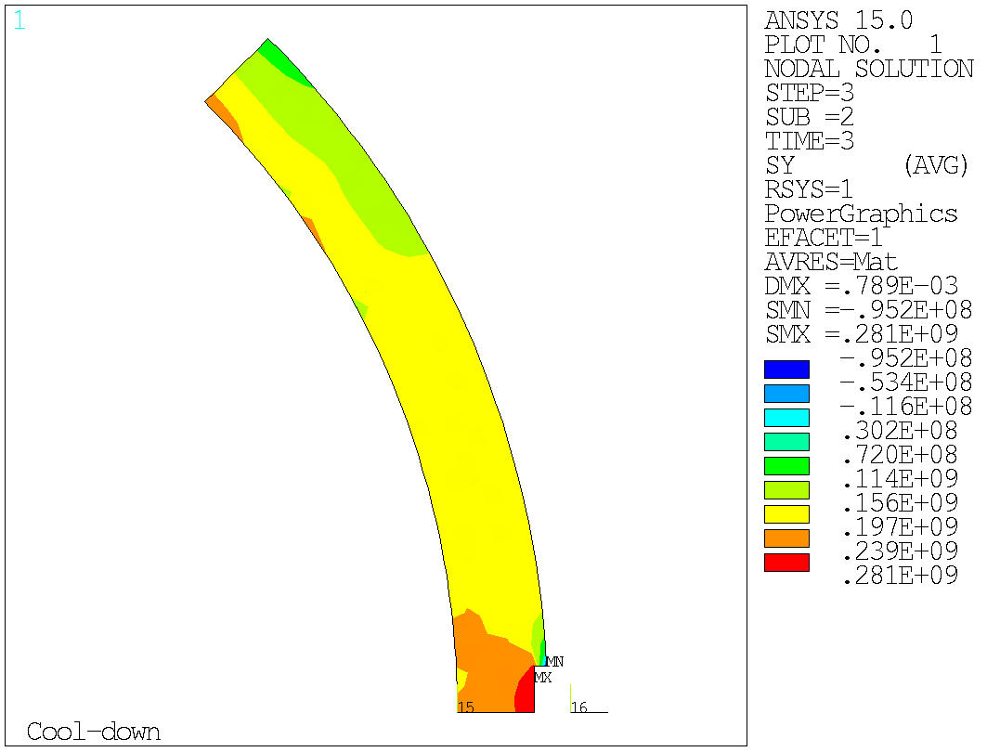 1
ANSYS 15.0
PLOT NO. 1
NODAL SOLUTION
STEP=3
SUB =2
TIME=3
SY (AVG)
RSYS=1
PowerGraphics
EFACET=1
AVRES=Mat
DMX =.789E-03
SMN =-.952E+08
SMX =.281E+09
-.952E+08
-.534E+08
-.116E+08
.302E+08
.720E+08
.114E+09
.156E+09
.197E+09
.239E+09
.281E+09
MN
MX
15
16
Cool-down